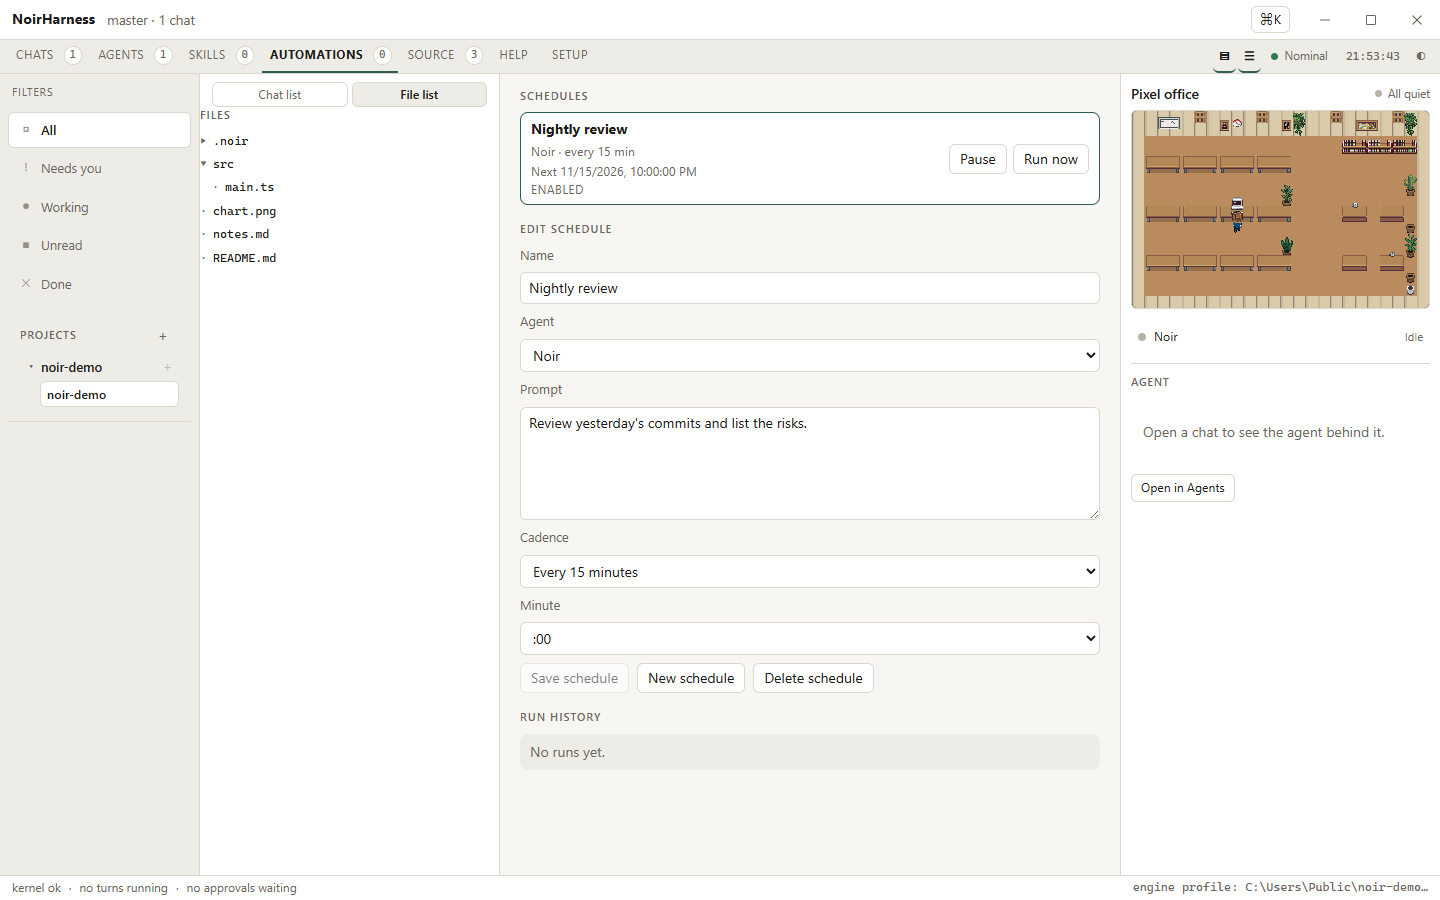 NoirHarness master · 1 chat ⌘K
CHATS 1 AGENTS 1 SKILLS 0 AUTOMATIONS 0 SOURCE 3 HELP SETUP Nominal 21:53:43
FILTERS
All
Needs you
Working
Unread
Done
PROJECTS +
noir-demo +
noir-demo
Chat list File list
FILES
.noir
src
main.ts
chart.png
notes.md
README.md
SCHEDULES
Nightly review
Noir · every 15 min
Next 11/15/2026, 10:00:00 PM
ENABLED
Pause Run now
EDIT SCHEDULE
Name
Nightly review
Agent
Noir
Prompt
Review yesterday's commits and list the risks.
Cadence
Every 15 minutes
Minute
:00
Save schedule New schedule Delete schedule
RUN HISTORY
No runs yet.
Pixel office All quiet
Noir Idle
AGENT
Open a chat to see the agent behind it.
Open in Agents
kernel ok · no turns running · no approvals waiting
engine profile: C:\Users\Public\noir-demo…